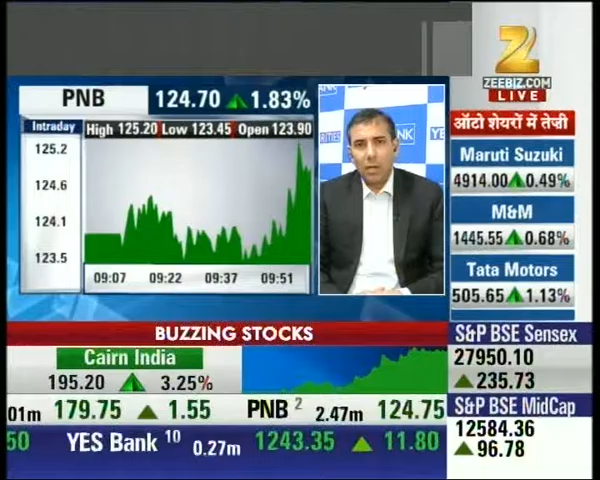 ZEEBIZ.COM
LIVE
PNB 124.70 1.83%
Intraday
High 125.20 Low 123.45 Open 123.90
125.2
124.6
124.1
123.5
09:07 09:22 09:37 09:51
NK
YE
ऑटो शेयरों में तेज़ी
Maruti Suzuki
4914.00 0.49%
M&M
1445.55 0.68%
Tata Motors
505.65 1.13%
BUZZING STOCKS
Cairn India
195.20 3.25%
S&P BSE Sensex
27950.10
235.73
S&P BSE MidCap
12584.36
96.78
01m 179.75 1.55 PNB 2 2.47m 124.75
50 YES Bank 10 0.27m 1243.35 11.80